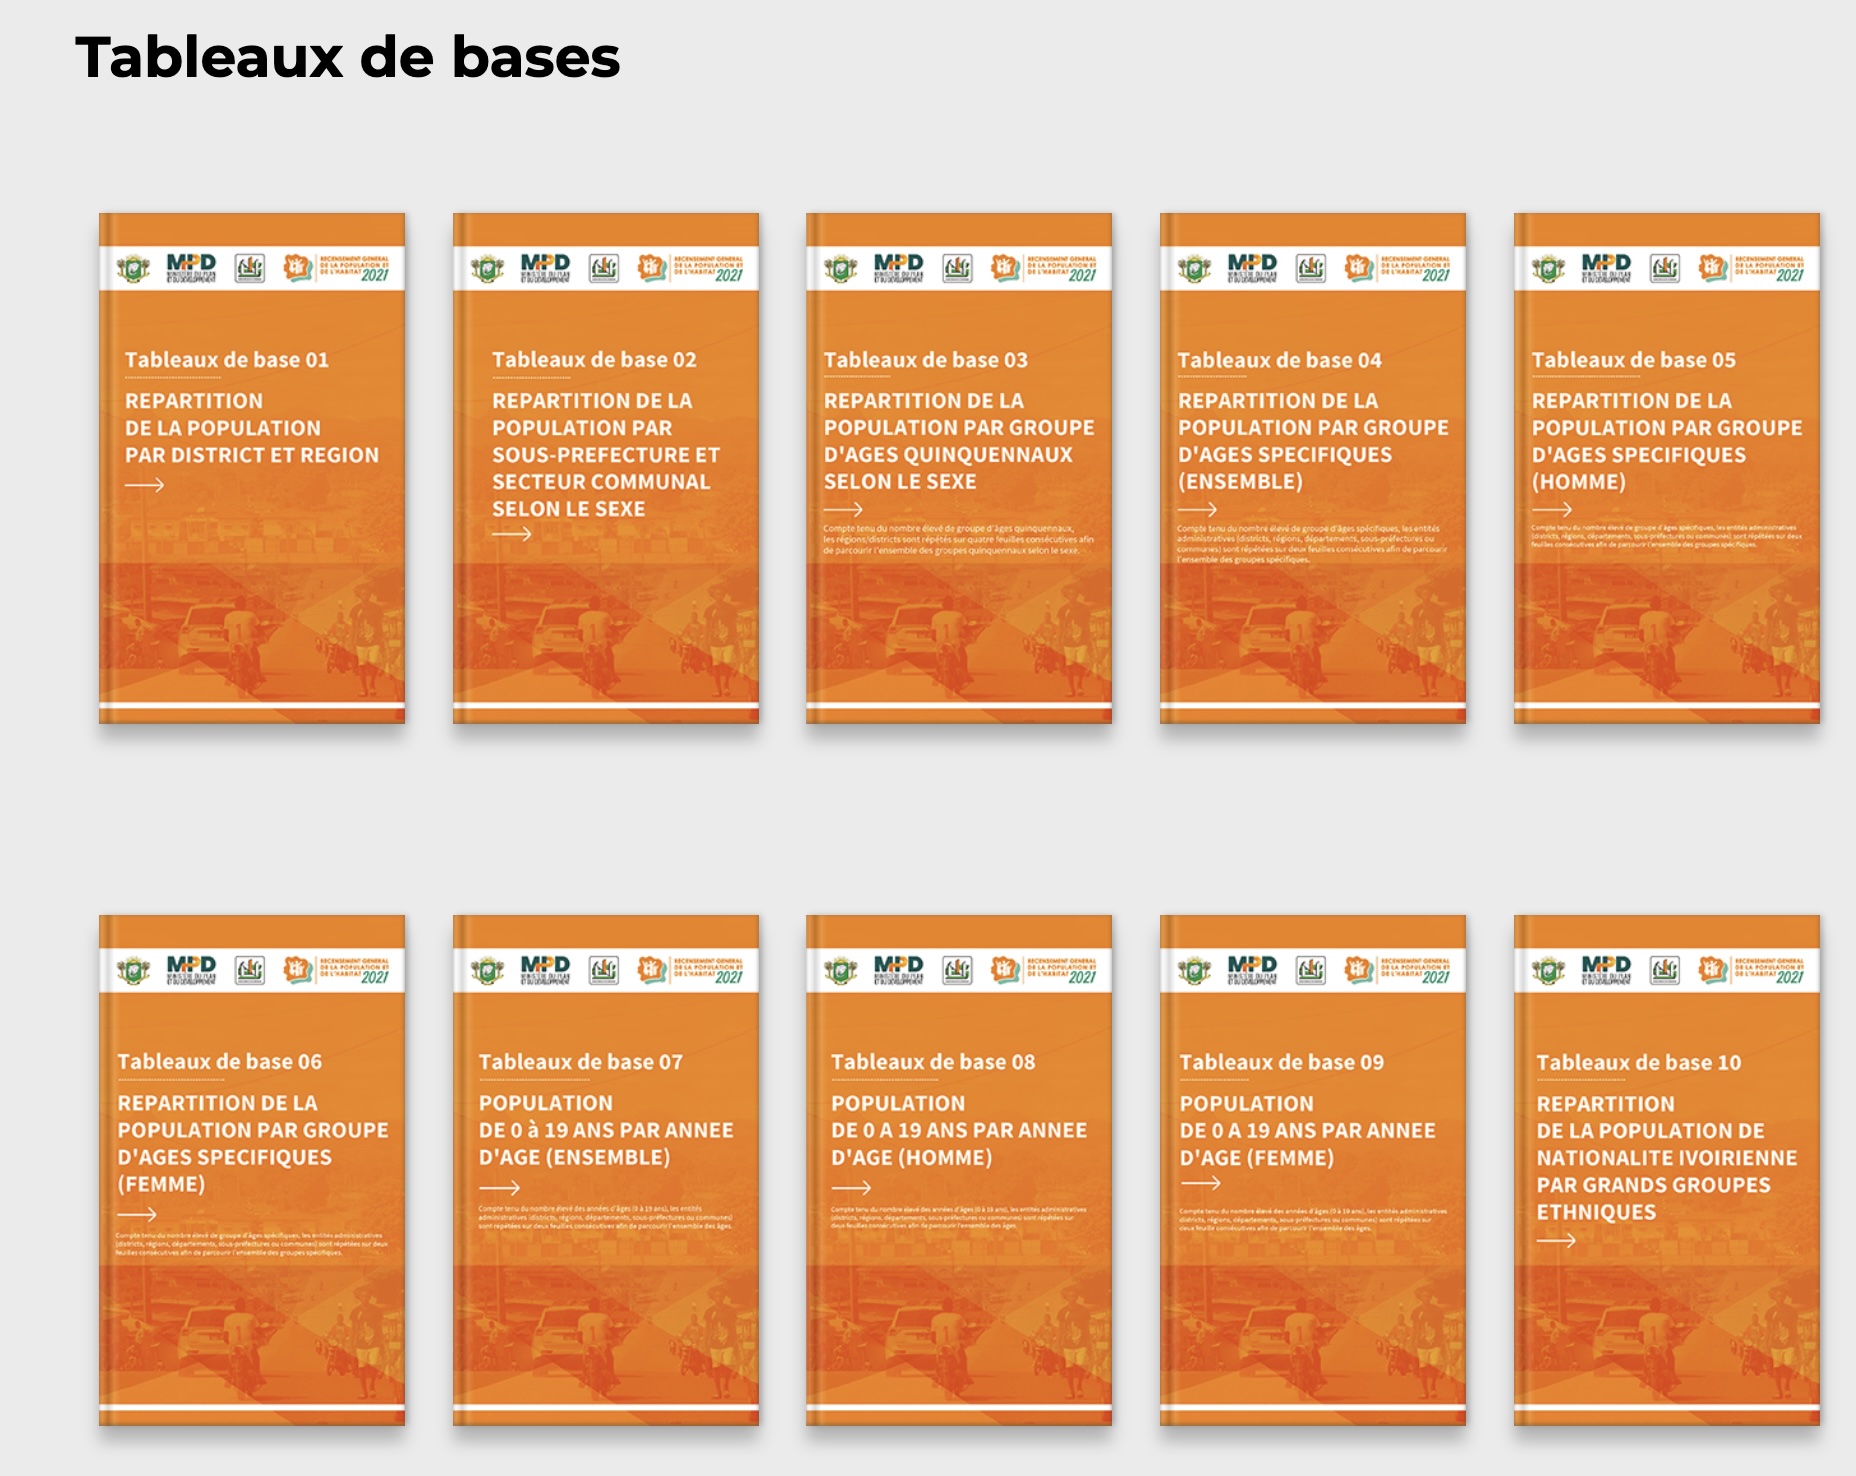 Tableaux de bases
MPD
MINISTÈRE DU PLAN
ET DU DÉVELOPPEMENT
RECENSEMENT GENERAL
DE LA POPULATION ET
DE L'HABITAT 2021
Tableaux de base 01
REPARTITION
DE LA POPULATION
PAR DISTRICT ET REGION
MPD
MINISTÈRE DU PLAN
ET DU DÉVELOPPEMENT
RECENSEMENT GENERAL
DE LA POPULATION ET
DE L'HABITAT 2021
Tableaux de base 02
REPARTITION DE LA
POPULATION PAR
SOUS-PREFECTURE ET
SECTEUR COMMUNAL
SELON LE SEXE
MPD
MINISTÈRE DU PLAN
ET DU DÉVELOPPEMENT
RECENSEMENT GENERAL
DE LA POPULATION ET
DE L'HABITAT 2021
Tableaux de base 03
REPARTITION DE LA
POPULATION PAR GROUPE
D'AGES QUINQUENNAUX
SELON LE SEXE
Compte tenu du nombre élevé de groupe d'âges quinquennaux,
les régions/districts sont répétés sur quatre feuilles consécutives afin
de parcourir l'ensemble des groupes quinquennaux selon le sexe.
MPD
MINISTÈRE DU PLAN
ET DU DÉVELOPPEMENT
RECENSEMENT GENERAL
DE LA POPULATION ET
DE L'HABITAT 2021
Tableaux de base 04
REPARTITION DE LA
POPULATION PAR GROUPE
D'AGES SPECIFIQUES
(ENSEMBLE)
Compte tenu du nombre élevé de groupe d'âges spécifiques, les entités
administratives (districts, régions, départements, sous-préfectures ou
communes) sont répétées sur deux feuilles consécutives afin de parcourir
l'ensemble des groupes spécifiques.
MPD
MINISTÈRE DU PLAN
ET DU DÉVELOPPEMENT
RECENSEMENT GENERAL
DE LA POPULATION ET
DE L'HABITAT 2021
Tableaux de base 05
REPARTITION DE LA
POPULATION PAR GROUPE
D'AGES SPECIFIQUES
(HOMME)
Compte tenu du nombre élevé de groupe d'âges spécifiques, les entités administratives
(districts, régions, départements, sous-préfectures ou communes) sont répétées sur deux
feuilles consécutives afin de parcourir l'ensemble des groupes spécifiques.
MPD
MINISTÈRE DU PLAN
ET DU DÉVELOPPEMENT
RECENSEMENT GENERAL
DE LA POPULATION ET
DE L'HABITAT 2021
Tableaux de base 06
REPARTITION DE LA
POPULATION PAR GROUPE
D'AGES SPECIFIQUES
(FEMME)
Compte tenu du nombre élevé de groupe d'âges spécifiques, les entités administratives
(districts, régions, départements, sous-préfectures ou communes) sont répétées sur deux
feuilles consécutives afin de parcourir l'ensemble des groupes spécifiques.
MPD
MINISTÈRE DU PLAN
ET DU DÉVELOPPEMENT
RECENSEMENT GENERAL
DE LA POPULATION ET
DE L'HABITAT 2021
Tableaux de base 07
POPULATION
DE 0 à 19 ANS PAR ANNEE
D'AGE (ENSEMBLE)
Compte tenu du nombre élevé des années d'âges (0 à 19 ans), les entités
administratives (districts, régions, départements, sous-préfectures ou communes)
sont répétées sur deux feuilles consécutives afin de parcourir l'ensemble des âges.
MPD
MINISTÈRE DU PLAN
ET DU DÉVELOPPEMENT
RECENSEMENT GENERAL
DE LA POPULATION ET
DE L'HABITAT 2021
Tableaux de base 08
POPULATION
DE 0 A 19 ANS PAR ANNEE
D'AGE (HOMME)
Compte tenu du nombre élevé des années d'âges (0 à 19 ans), les entités administratives
(districts, régions, départements, sous-préfectures ou communes) sont répétées sur
deux feuilles consécutives afin de parcourir l'ensemble des âges.
MPD
MINISTÈRE DU PLAN
ET DU DÉVELOPPEMENT
RECENSEMENT GENERAL
DE LA POPULATION ET
DE L'HABITAT 2021
Tableaux de base 09
POPULATION
DE 0 A 19 ANS PAR ANNEE
D'AGE (FEMME)
Compte tenu du nombre élevé des années d'âges (0 à 19 ans), les entités administratives
(districts, régions, départements, sous-préfectures ou communes) sont répétées sur
deux feuilles consécutives afin de parcourir l'ensemble des âges.
MPD
MINISTÈRE DU PLAN
ET DU DÉVELOPPEMENT
RECENSEMENT GENERAL
DE LA POPULATION ET
DE L'HABITAT 2021
Tableaux de base 10
REPARTITION
DE LA POPULATION DE
NATIONALITE IVOIRIENNE
PAR GRANDS GROUPES
ETHNIQUES